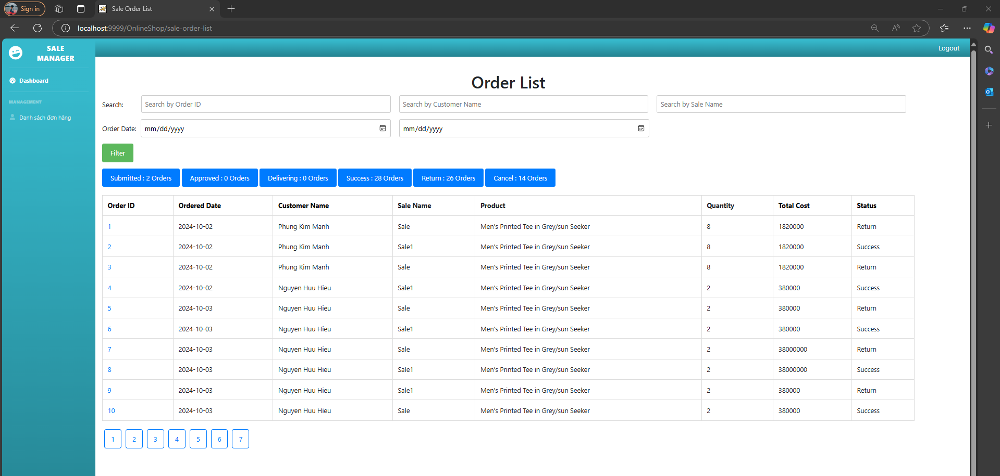 Sign in
Sale Order List
localhost:9999/OnlineShop/sale-order-list
SALE
MANAGER
Logout
Dashboard
MANAGEMENT
Danh sách đơn hàng
Order List
Search: Search by Order ID Search by Customer Name Search by Sale Name
Order Date: mm/dd/yyyy mm/dd/yyyy
Filter
Submitted : 2 Orders Approved : 0 Orders Delivering : 0 Orders Success : 28 Orders Return : 26 Orders Cancel : 14 Orders
Order ID Ordered Date Customer Name Sale Name Product Quantity Total Cost Status
1 2024-10-02 Phung Kim Manh Sale Men's Printed Tee in Grey/sun Seeker 8 1820000 Return
2 2024-10-02 Phung Kim Manh Sale1 Men's Printed Tee in Grey/sun Seeker 8 1820000 Success
3 2024-10-02 Phung Kim Manh Sale Men's Printed Tee in Grey/sun Seeker 8 1820000 Return
4 2024-10-02 Nguyen Huu Hieu Sale1 Men's Printed Tee in Grey/sun Seeker 2 380000 Success
5 2024-10-03 Nguyen Huu Hieu Sale Men's Printed Tee in Grey/sun Seeker 2 380000 Return
6 2024-10-03 Nguyen Huu Hieu Sale1 Men's Printed Tee in Grey/sun Seeker 2 380000 Success
7 2024-10-03 Nguyen Huu Hieu Sale Men's Printed Tee in Grey/sun Seeker 2 38000000 Return
8 2024-10-03 Nguyen Huu Hieu Sale1 Men's Printed Tee in Grey/sun Seeker 2 38000000 Success
9 2024-10-03 Nguyen Huu Hieu Sale1 Men's Printed Tee in Grey/sun Seeker 2 380000 Return
10 2024-10-03 Nguyen Huu Hieu Sale Men's Printed Tee in Grey/sun Seeker 2 380000 Success
1 2 3 4 5 6 7